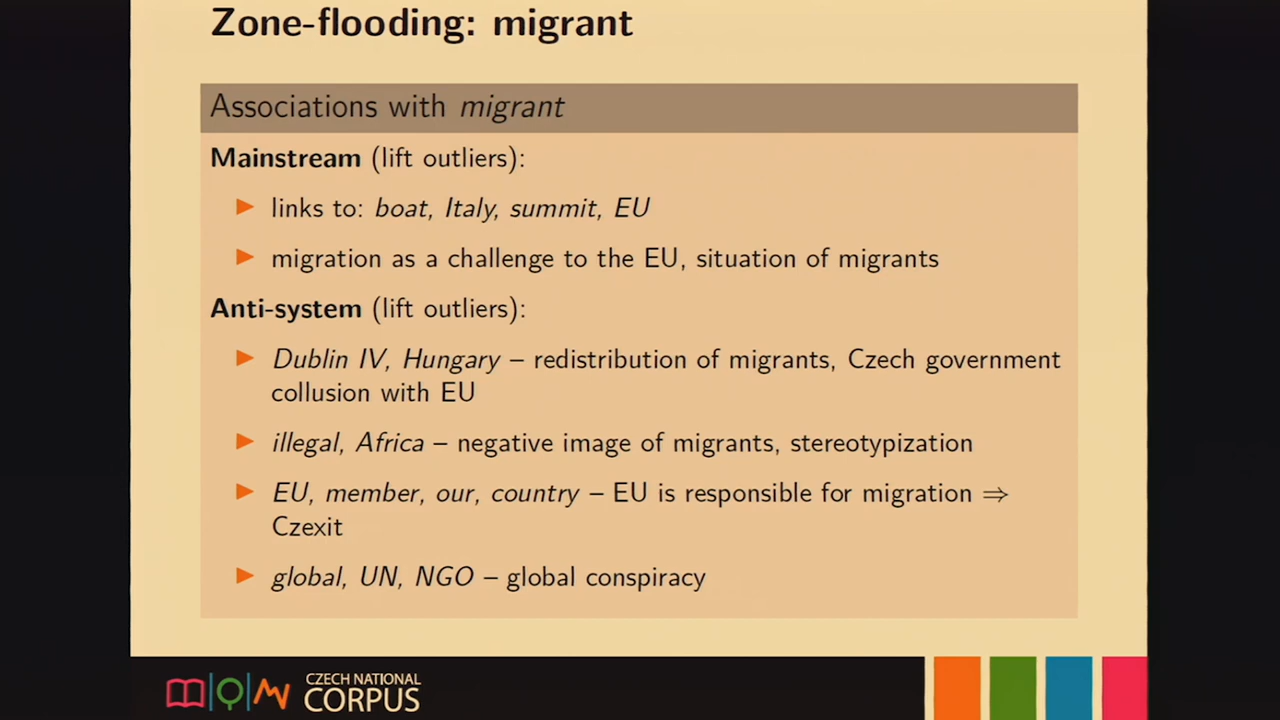 Zone-flooding: migrant
Associations with migrant
Mainstream (lift outliers):
links to: boat, Italy, summit, EU
migration as a challenge to the EU, situation of migrants
Anti-system (lift outliers):
Dublin IV, Hungary – redistribution of migrants, Czech government
collusion with EU
illegal, Africa – negative image of migrants, stereotypization
EU, member, our, country – EU is responsible for migration ⇒
Czexit
global, UN, NGO – global conspiracy
CZECH NATIONAL
CORPUS